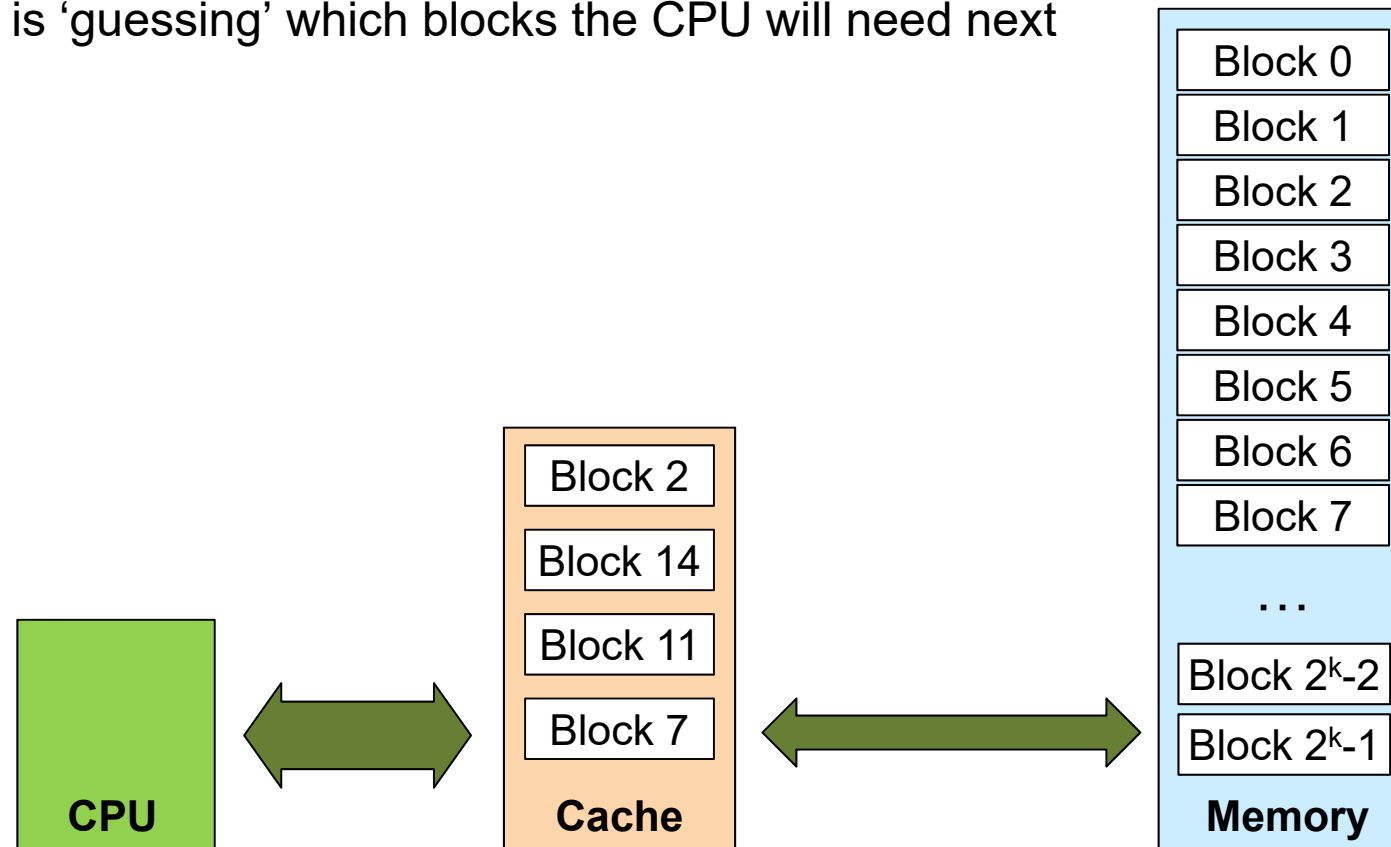 is ‘guessing’ which blocks the CPU will need next
Block 0
Block 1
Block 2
Block 3
Block 4
Block 5
Block 6
Block 7
...
Block 2ᵏ-2
Block 2ᵏ-1
Memory
Block 2
Block 14
Block 11
Block 7
Cache
CPU